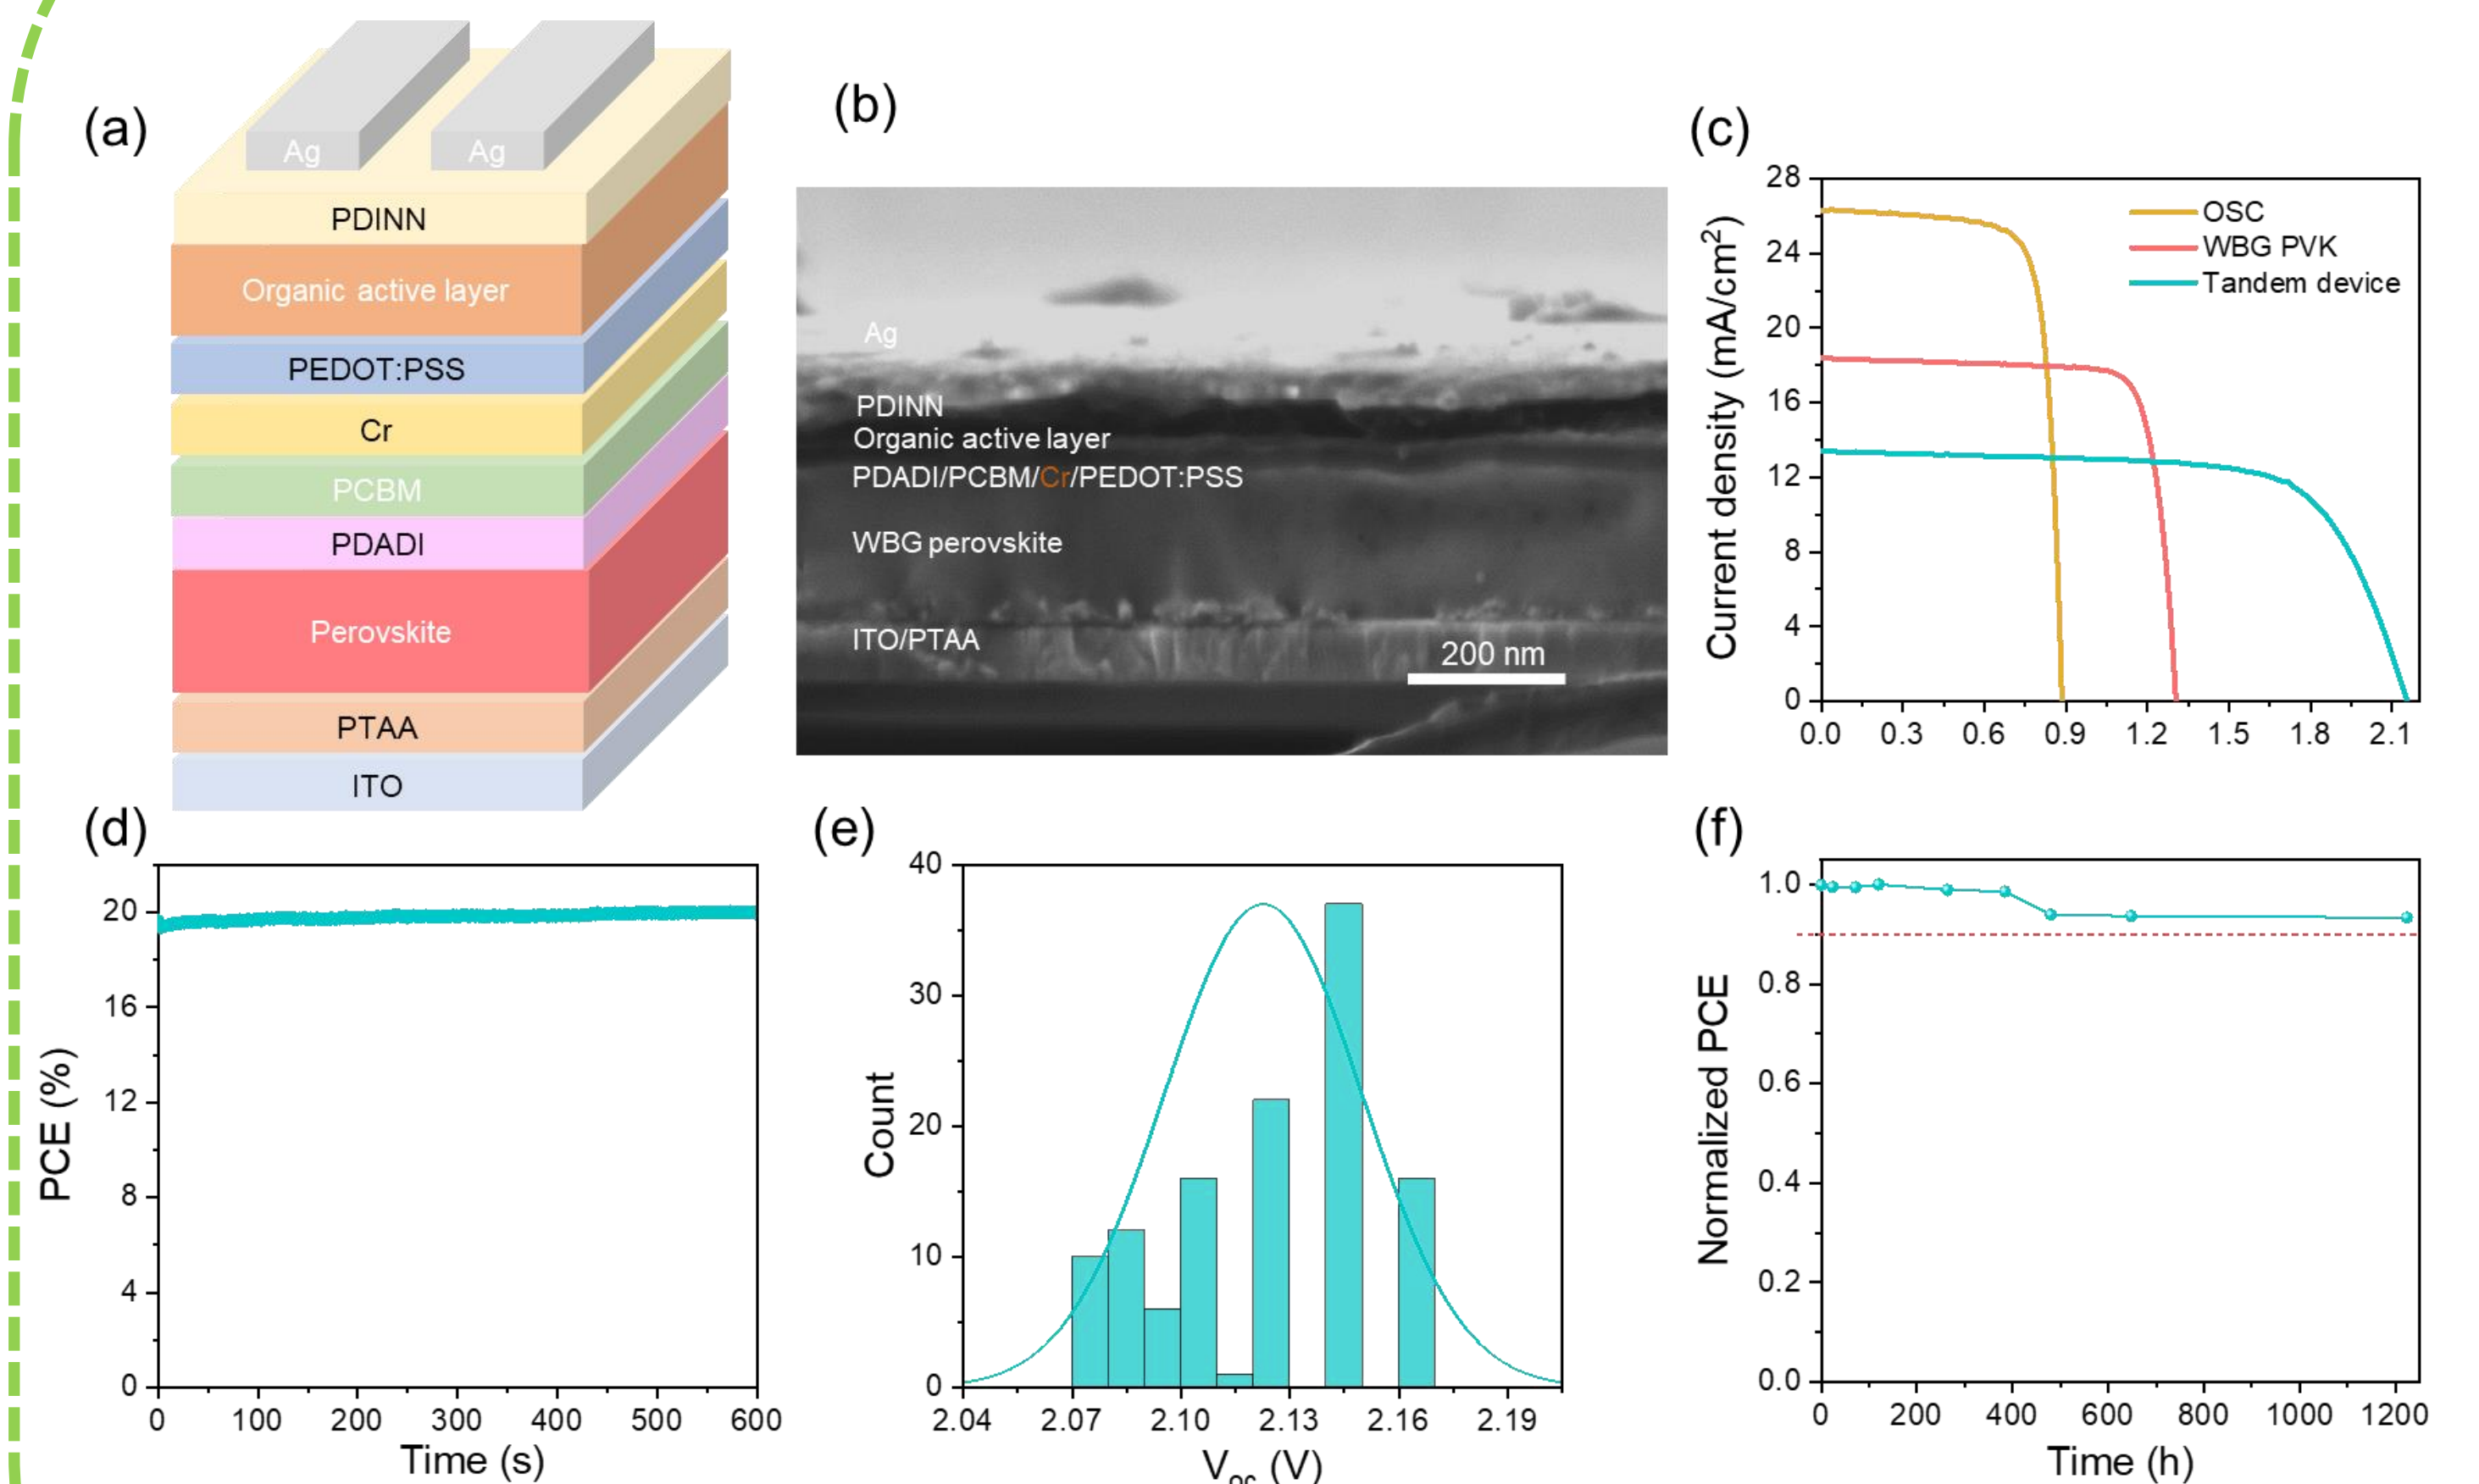 (a)
Ag Ag
PDINN
Organic active layer
PEDOT:PSS
Cr
PCBM
PDADI
Perovskite
PTAA
ITO
(b)
Ag
PDINN
Organic active layer
PDADI/PCBM/Cr/PEDOT:PSS
WBG perovskite
ITO/PTAA
200 nm
(c)
Current density (mA/cm²)
28
24
20
16
12
8
4
0
OSC
WBG PVK
Tandem device
0.0 0.3 0.6 0.9 1.2 1.5 1.8 2.1
(d)
PCE (%)
20
16
12
8
4
0
0 100 200 300 400 500 600
Time (s)
(e)
Count
40
30
20
10
0
2.04 2.07 2.10 2.13 2.16 2.19
Voc (V)
(f)
Normalized PCE
1.0
0.8
0.6
0.4
0.2
0.0
0 200 400 600 800 1000 1200
Time (h)